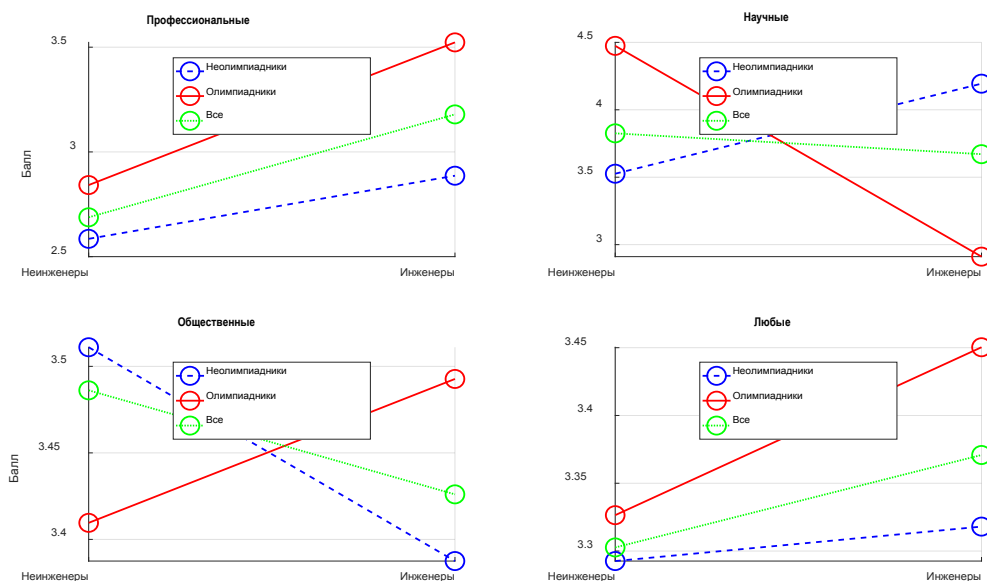 Профессиональные
3.5
3
2.5
Балл
Неолимпиадники
Олимпиадники
Все
Неинженеры
Инженеры
Научные
4.5
4
3.5
3
Неолимпиадники
Олимпиадники
Все
Неинженеры
Инженеры
Общественные
3.5
3.45
3.4
Балл
Неолимпиадники
Олимпиадники
Все
Неинженеры
Инженеры
Любые
3.45
3.4
3.35
3.3
Неолимпиадники
Олимпиадники
Все
Неинженеры
Инженеры